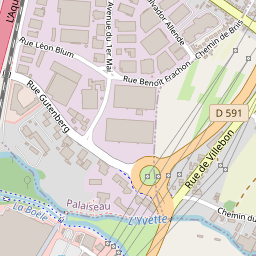 L'Aqu
Rue Léon Blum
Avenue du 1er Mai
Salvador Allende
Chemin de Bris
Rue Benoît Frachon
Rue Gutenberg
D 591
Rue de Villebon
La Boële
Palaiseau
L'Yvette
Chemin du